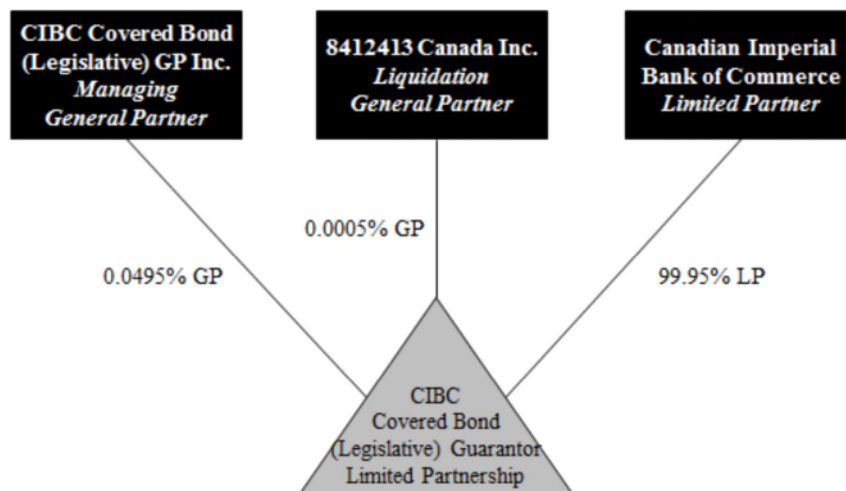 CIBC Covered Bond
(Legislative) GP Inc.
Managing
General Partner
8412413 Canada Inc.
Liquidation
General Partner
Canadian Imperial
Bank of Commerce
Limited Partner
0.0005% GP
0.0495% GP
99.95% LP
CIBC
Covered Bond
(Legislative) Guarantor
Limited Partnership